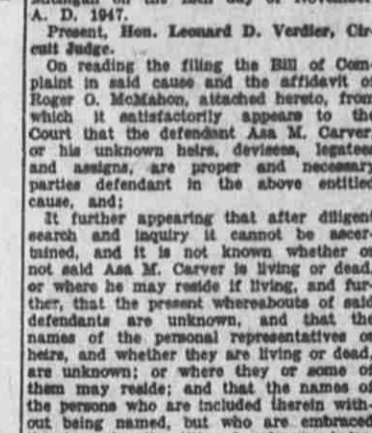 A. D. 1947.
Present, Hon. Leonard D. Verdier, Cir-
cuit Judge.
On reading the filing the Bill of Com-
plaint in said cause and the affidavit of
Roger O. McMahon, attached hereto, from
which it satisfactorily appears to the
Court that the defendant Asa M. Carver
or his unknown heirs, devisees, legatees
and assigns, are proper and necessary
parties defendant in the above entitled
cause, and;
It further appearing that after diligent
search and inquiry it cannot be ascer-
tained, and it is not known whether or
not said Asa M. Carver is living or dead,
or where he may reside if living, and fur-
ther, that the present whereabouts of said
defendants are unknown, and that the
names of the personal representatives or
heirs, and whether they are living or dead,
are unknown; or where they or some of
them may reside; and that the names of
the persons who are included therein with-
out being named, but who are embraced